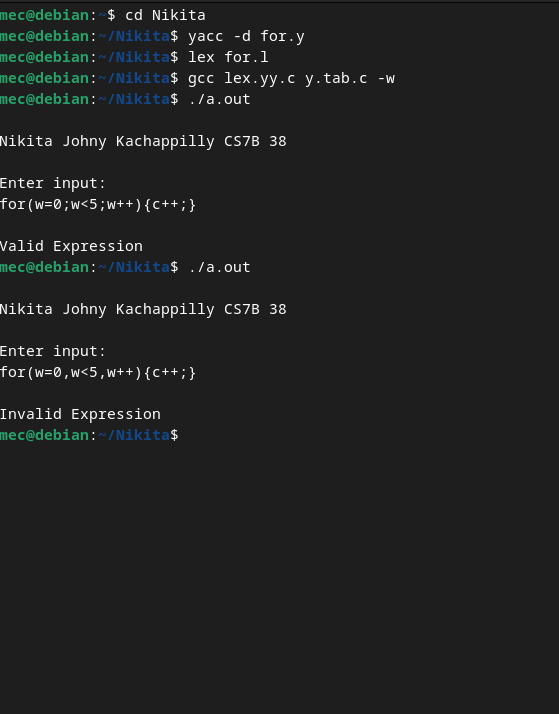 mec@debian:~$ cd Nikita
mec@debian:~/Nikita$ yacc -d for.y
mec@debian:~/Nikita$ lex for.l
mec@debian:~/Nikita$ gcc lex.yy.c y.tab.c -w
mec@debian:~/Nikita$ ./a.out
Nikita Johny Kachappilly CS7B 38
Enter input:
for(w=0;w<5;w++){c++;}
Valid Expression
mec@debian:~/Nikita$ ./a.out
Nikita Johny Kachappilly CS7B 38
Enter input:
for(w=0,w<5,w++){c++;}
Invalid Expression
mec@debian:~/Nikita$